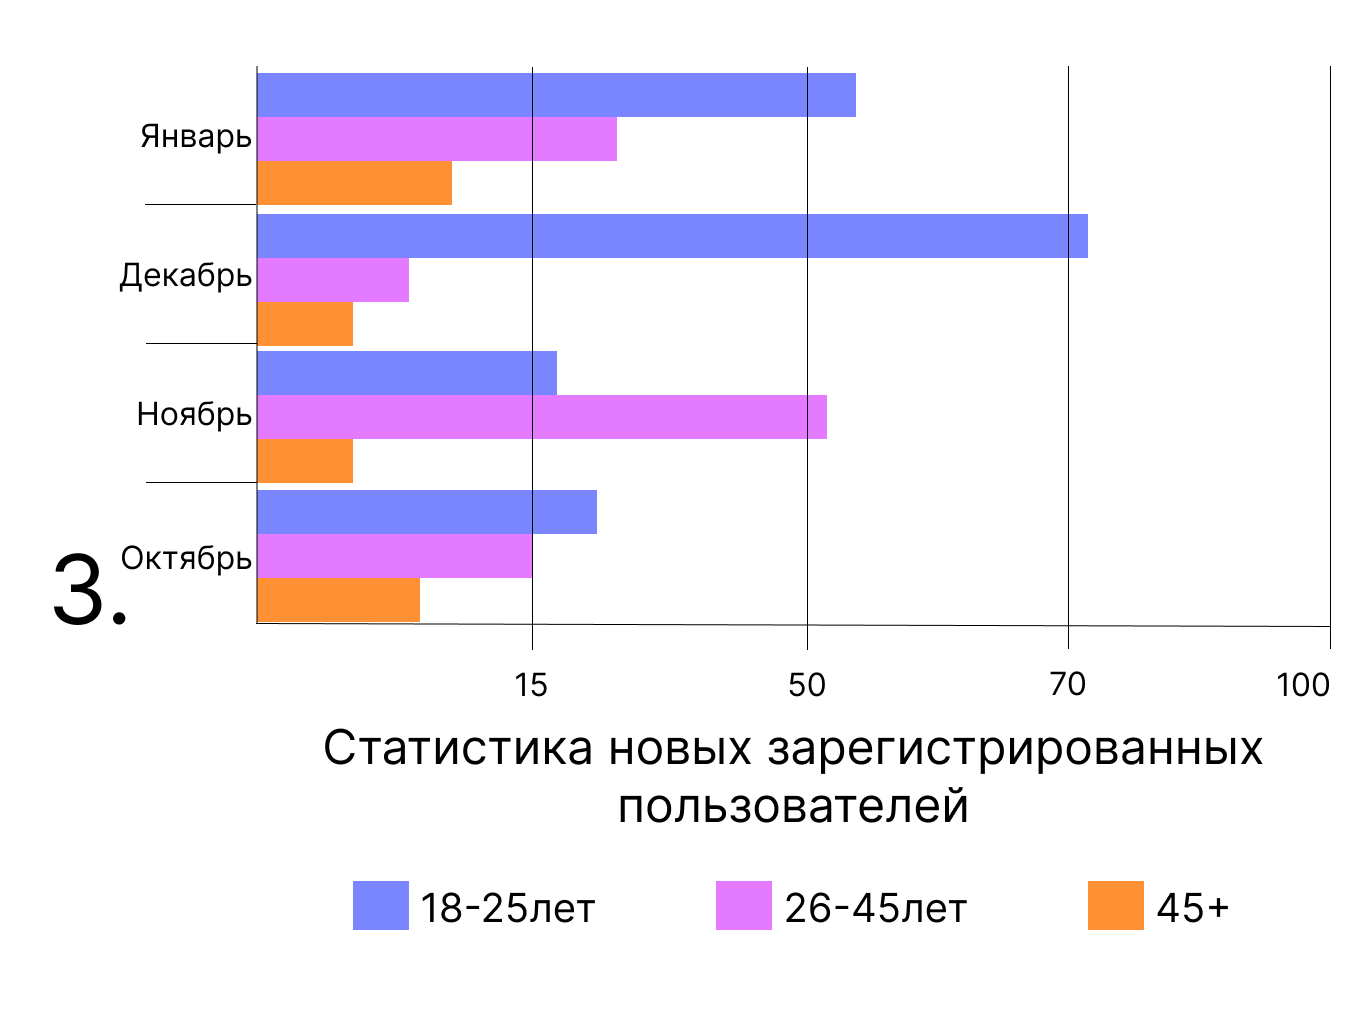 Январь
Декабрь
Ноябрь
3. Октябрь
15 50 70 100
Статистика новых зарегистрированных
пользователей
18-25лет 26-45лет 45+